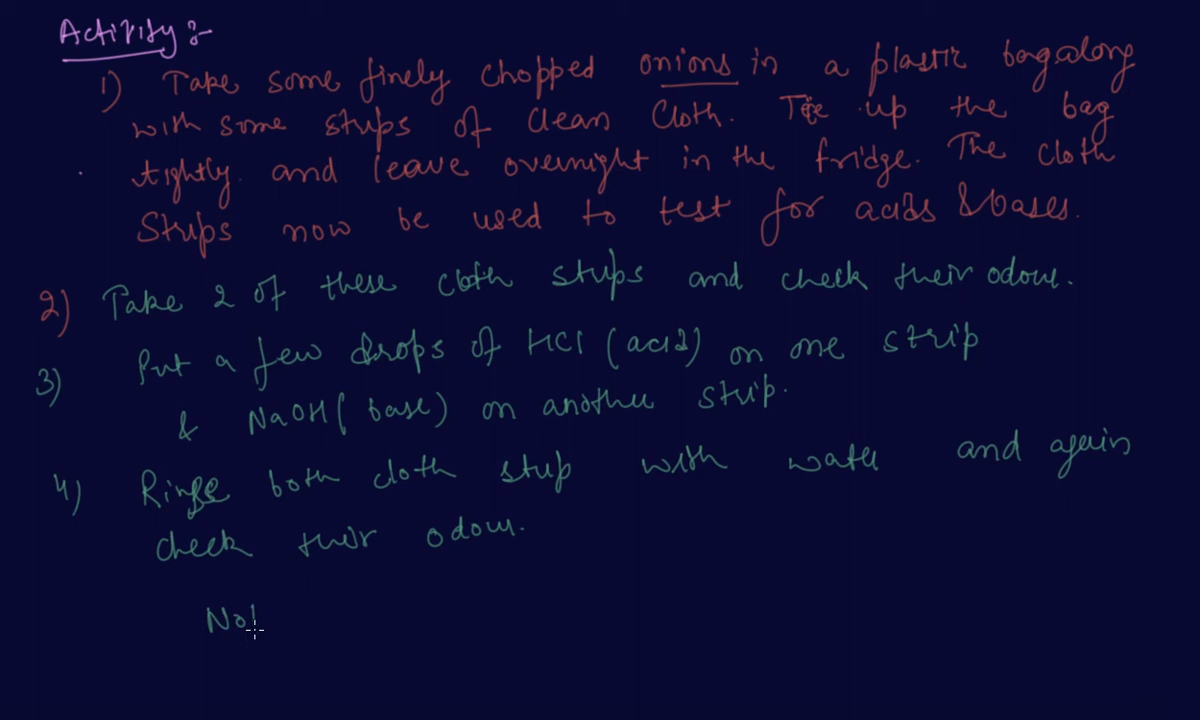 Activity :-
1) Take some finely chopped onions in a plastic bag along
with some strips of clean cloth. Tie up the bag
tightly. and leave overnight in the fridge. The cloth
strips now be used to test for acids & bases.
2) Take 2 of these cloth strips and check their odour.
3) Put a few drops of HCl (acid) on one strip
& NaOH (base) on another strip.
4) Rinse both cloth strip with water and again
check their odour.